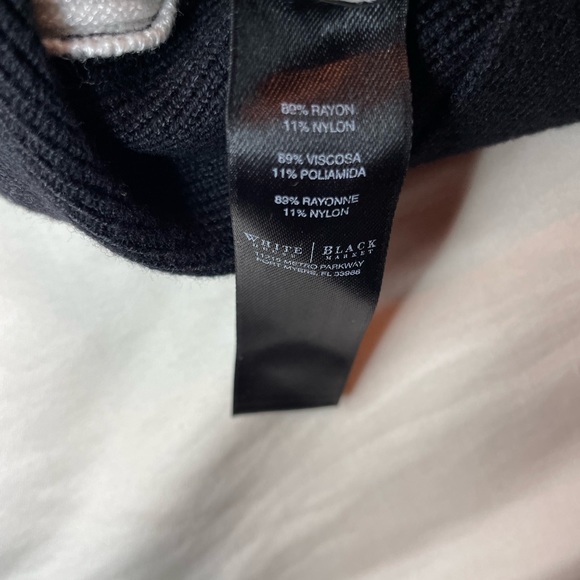 89% RAYON
11% NYLON
89% VISCOSA
11% POLIAMIDA
89% RAYONNE
11% NYLON
WHITE HOUSE | BLACK MARKET
11215 METRO PARKWAY
FORT MYERS, FL 33966